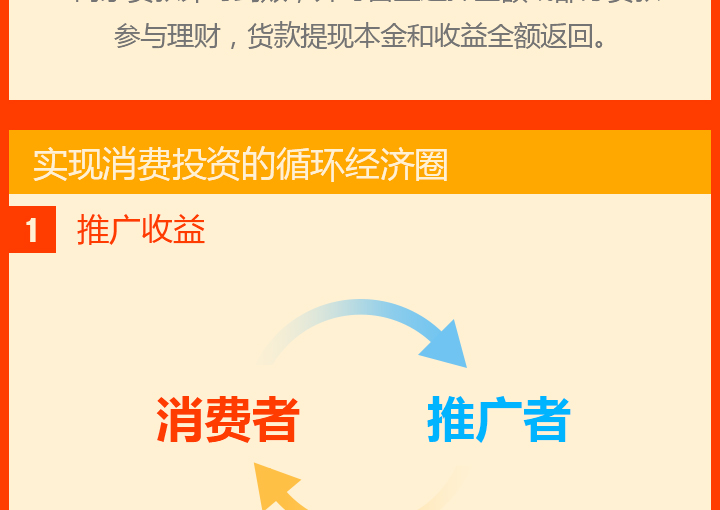 参与理财，货款提现本金和收益全额返回。
实现消费投资的循环经济圈
1 推广收益
消费者 推广者